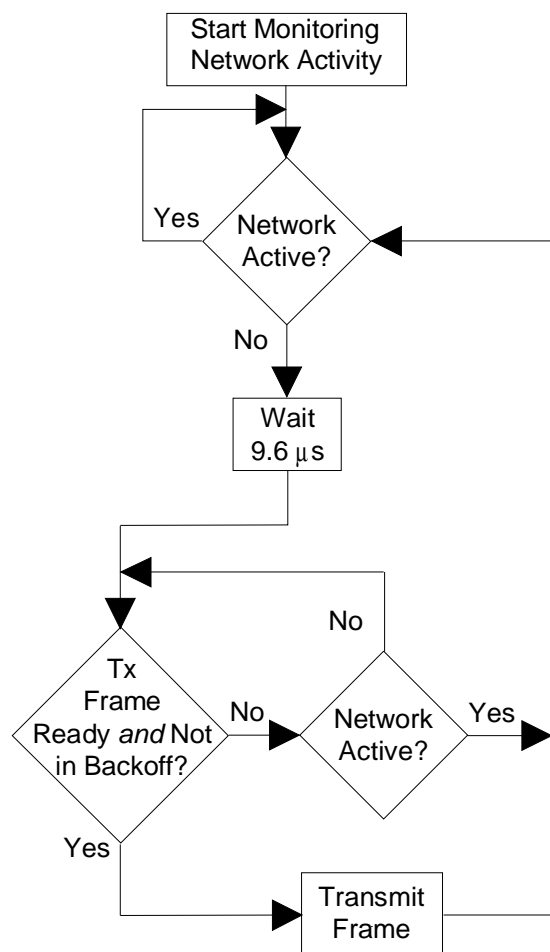 Start Monitoring
Network Activity
Yes
Network
Active?
No
Wait
9.6 μs
No
Tx
Frame
Ready and Not
in Backoff?
No
Network
Active?
Yes
Yes
Transmit
Frame